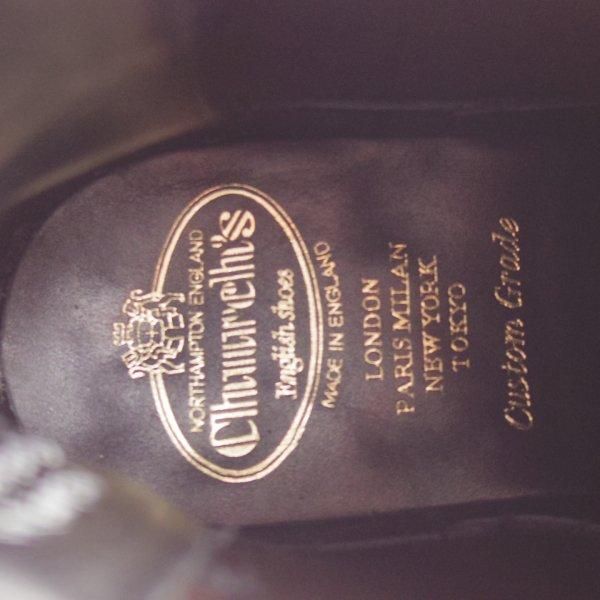 NORTHAMPTON ENGLAND
Church's
English shoes
MADE IN ENGLAND
LONDON
PARIS MILAN
NEW YORK
TOKYO
Custom Grade